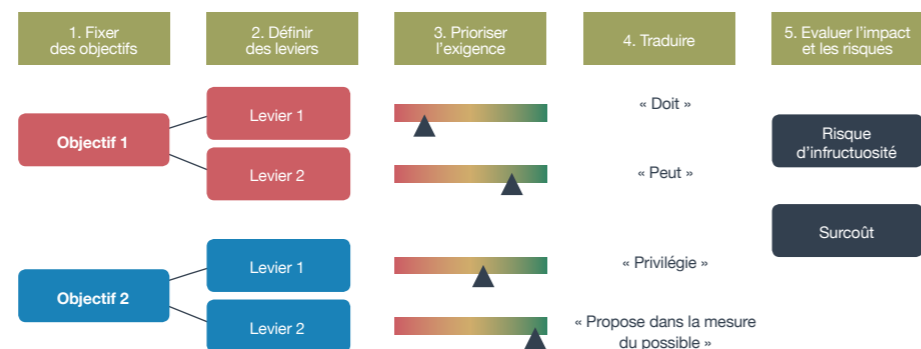 1. Fixer
des objectifs
2. Définir
des leviers
3. Prioriser
l'exigence
4. Traduire
5. Evaluer l'impact
et les risques
Objectif 1
Levier 1
Levier 2
« Doit »
« Peut »
Risque
d'infructuosité
Surcoût
Objectif 2
Levier 1
Levier 2
« Privilégie »
« Propose dans la mesure
du possible »